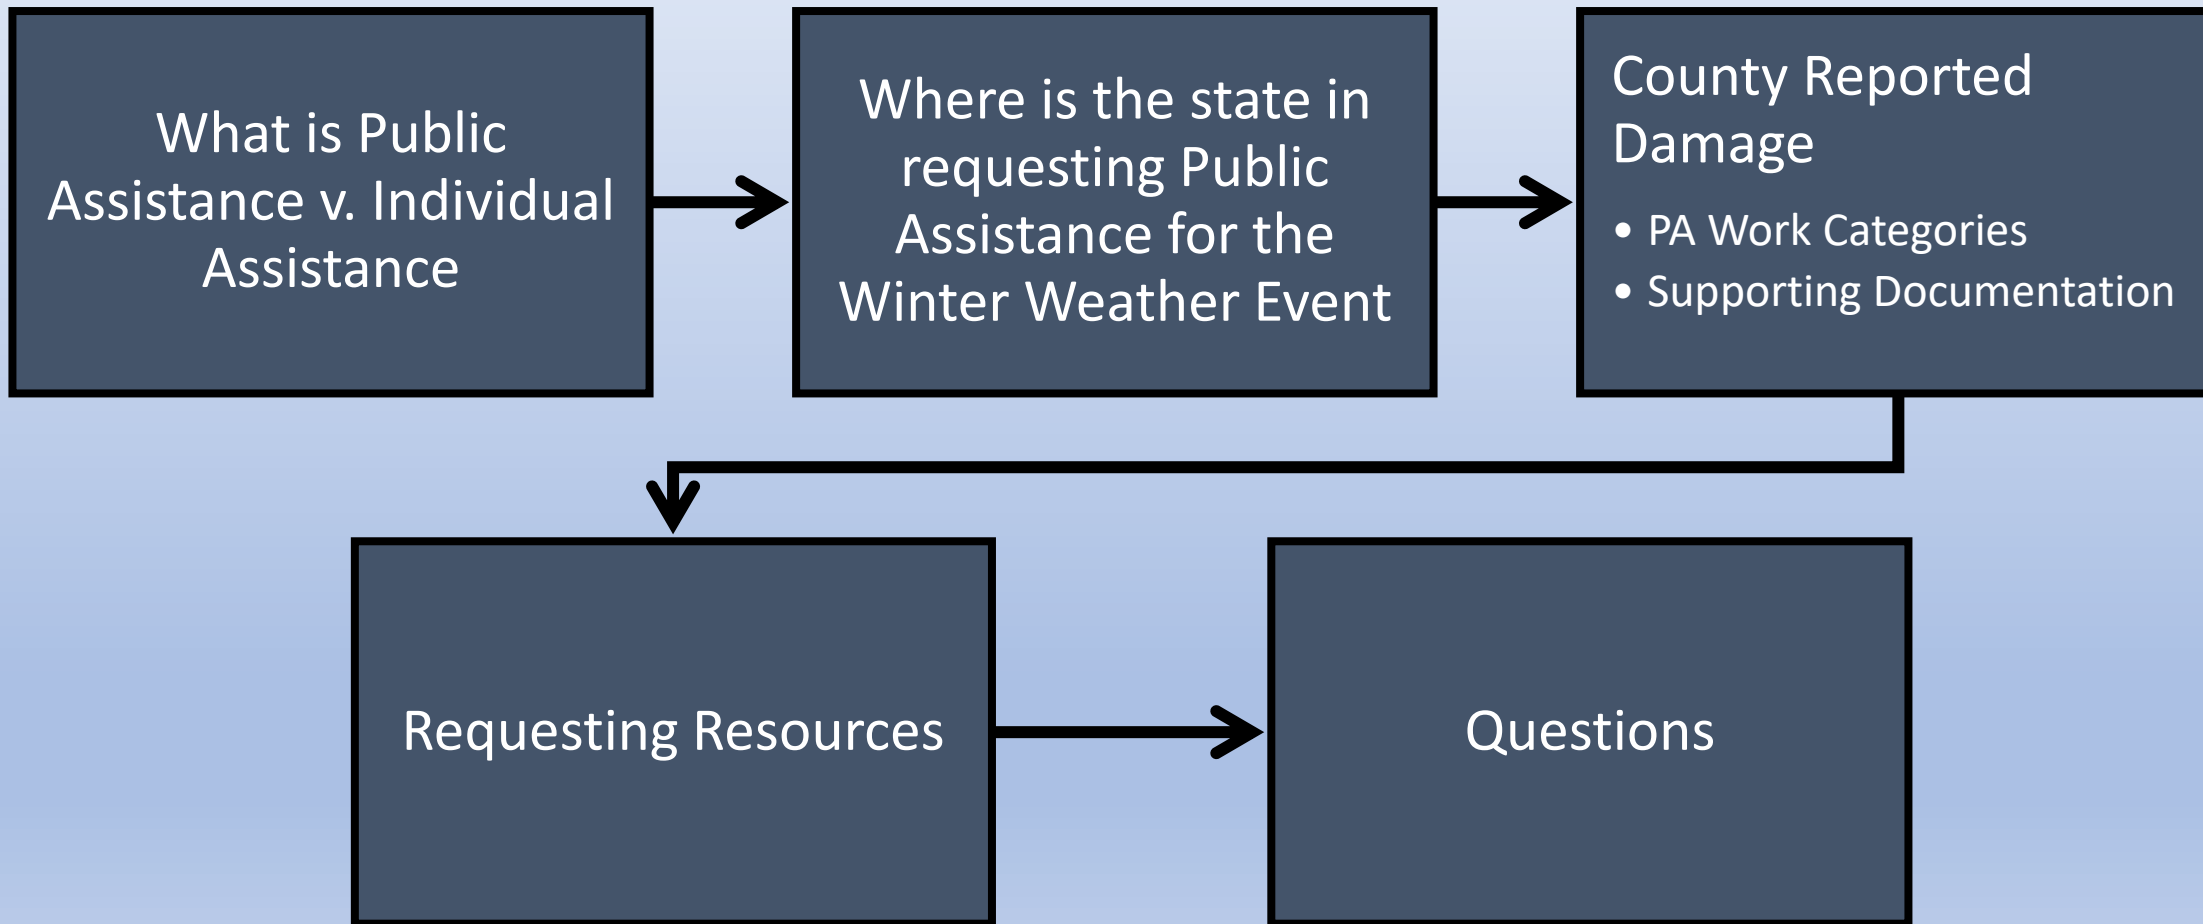 What is Public
Assistance v. Individual
Assistance
Where is the state in
requesting Public
Assistance for the
Winter Weather Event
County Reported
Damage
• PA Work Categories
• Supporting Documentation
Requesting Resources
Questions